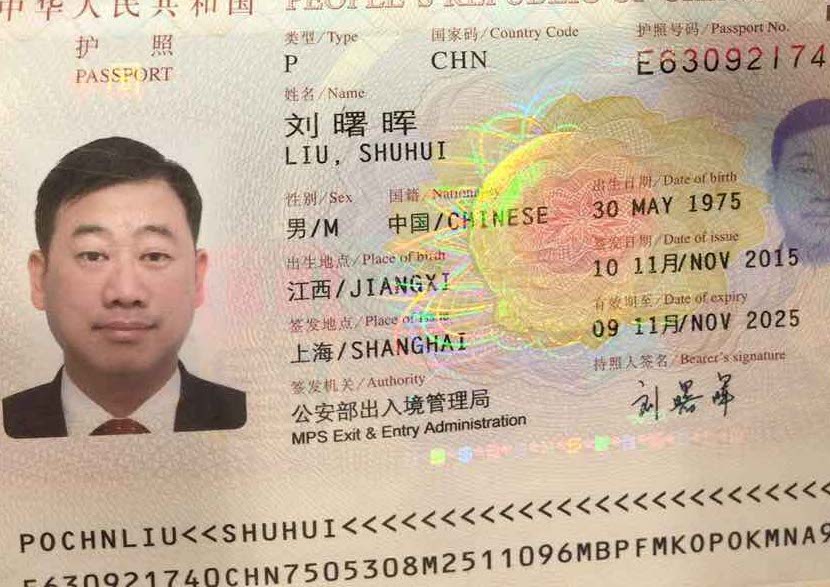 中华人民共和国 PEOPLE'S REPUBLIC OF
护 照
PASSPORT
类型/Type 国家码/Country Code 护照号码/Passport No.
P CHN E63092174
姓名/Name
刘曙晖
LIU, SHUHUI
性别/Sex 国籍/Nationality 出生日期/Date of birth
男/M 中国/CHINESE 30 MAY 1975
出生地点/Place of birth 签发日期/Date of issue
江西/JIANGXI 10 11月/NOV 2015
签发地点/Place of issue 有效期至/Date of expiry
上海/SHANGHAI 09 11月/NOV 2025
签发机关/Authority 持照人签名/Bearer's signature
公安部出入境管理局 刘曙晖
MPS Exit & Entry Administration
POCHNLIU<<SHUHUI<<<<<<<<<<<<<<<<<<<<<<<<
E630921740CHN7505308M2511096MBPFMKOPOKMNA9